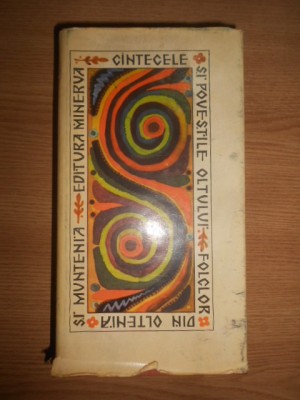 CÎNTECELE
ȘI POVEȘTILE OLTULUI FOLCLOR
DIN OLTENIA
ȘI MUNTENIA EDITURA MINERVA